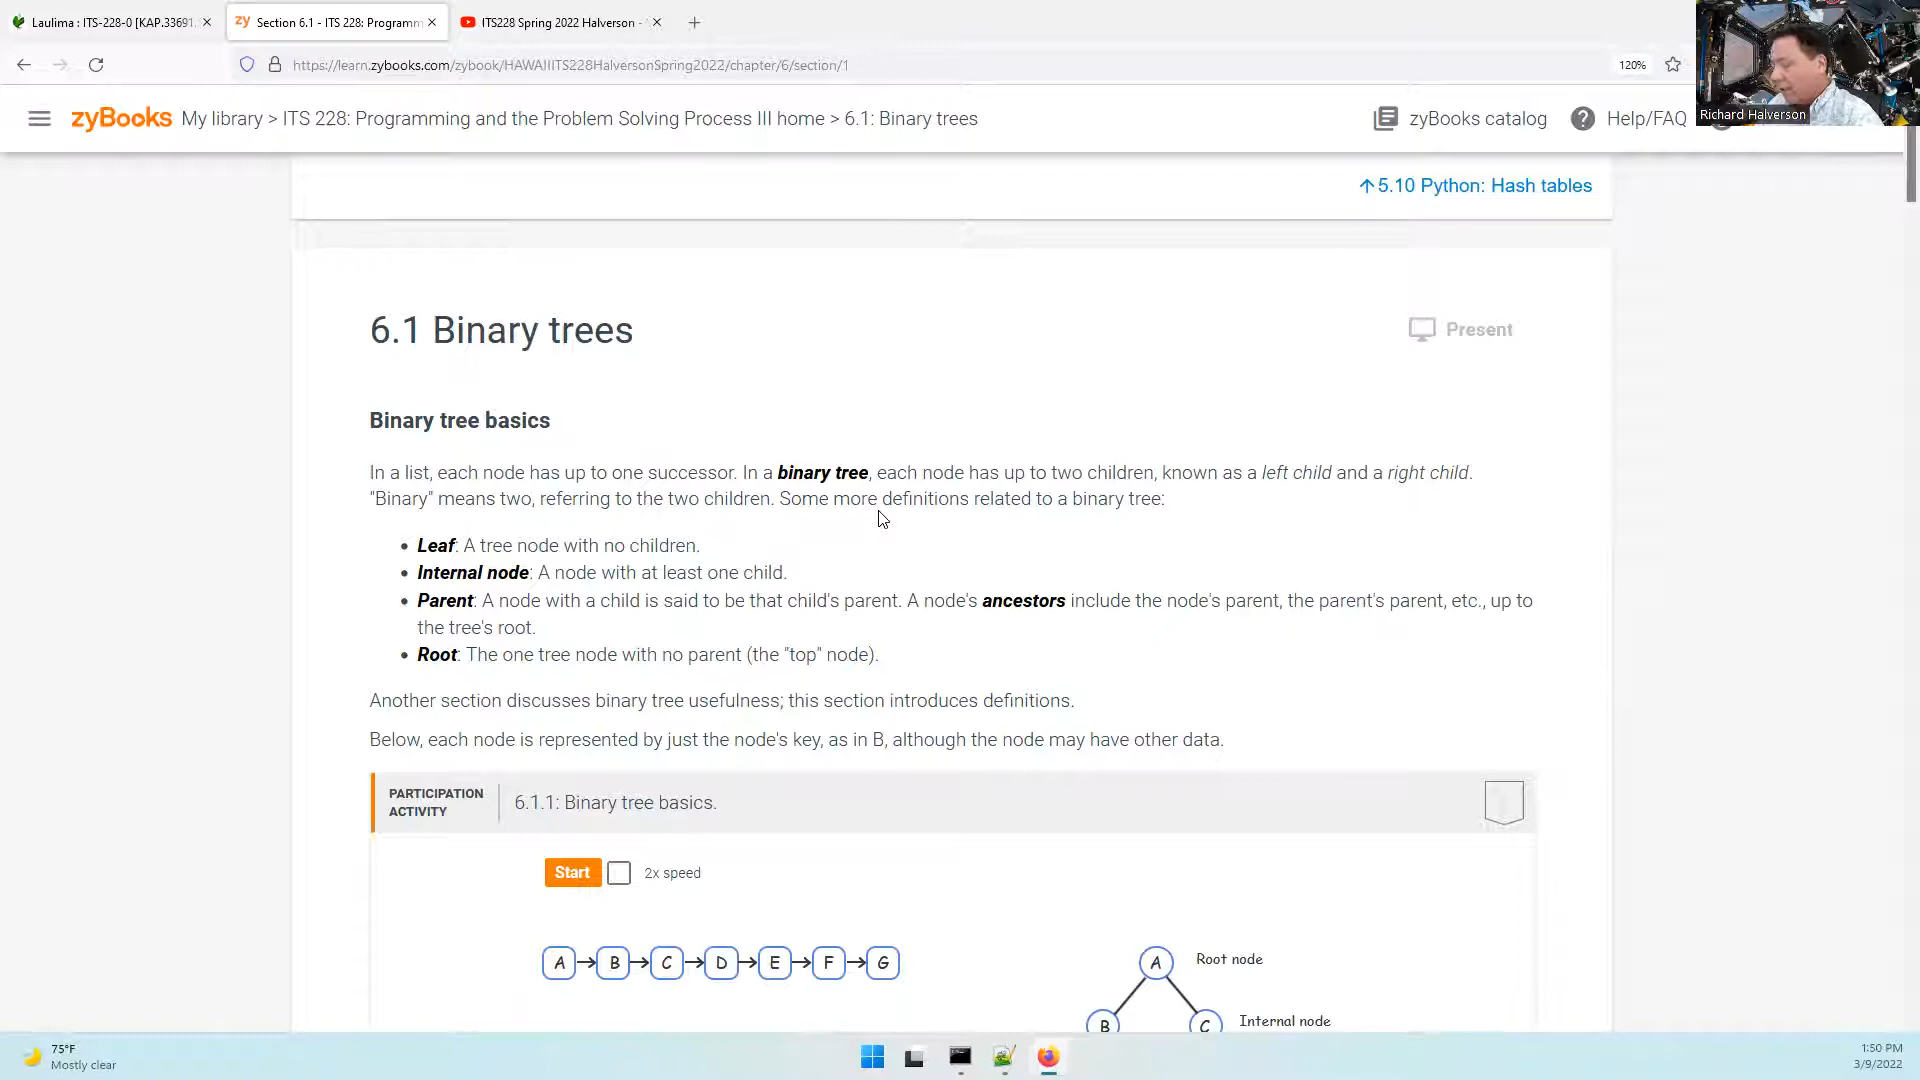 Laulima : ITS-228-0 [KAP.33691.
zy Section 6.1 - ITS 228: Programm
ITS228 Spring 2022 Halverson -
https://learn.zybooks.com/zybook/HAWAIIITS228HalversonSpring2022/chapter/6/section/1
120%
Richard Halverson
zyBooks My library > ITS 228: Programming and the Problem Solving Process III home > 6.1: Binary trees
zyBooks catalog
Help/FAQ
5.10 Python: Hash tables
6.1 Binary trees
Present
Binary tree basics
In a list, each node has up to one successor. In a binary tree, each node has up to two children, known as a left child and a right child.
"Binary" means two, referring to the two children. Some more definitions related to a binary tree:
• Leaf: A tree node with no children.
• Internal node: A node with at least one child.
• Parent: A node with a child is said to be that child's parent. A node's ancestors include the node's parent, the parent's parent, etc., up to
the tree's root.
• Root: The one tree node with no parent (the "top" node).
Another section discusses binary tree usefulness; this section introduces definitions.
Below, each node is represented by just the node's key, as in B, although the node may have other data.
PARTICIPATION
ACTIVITY
6.1.1: Binary tree basics.
Start
2x speed
A B C D E F G
A Root node
B C Internal node
75°F
Mostly clear
1:50 PM
3/9/2022